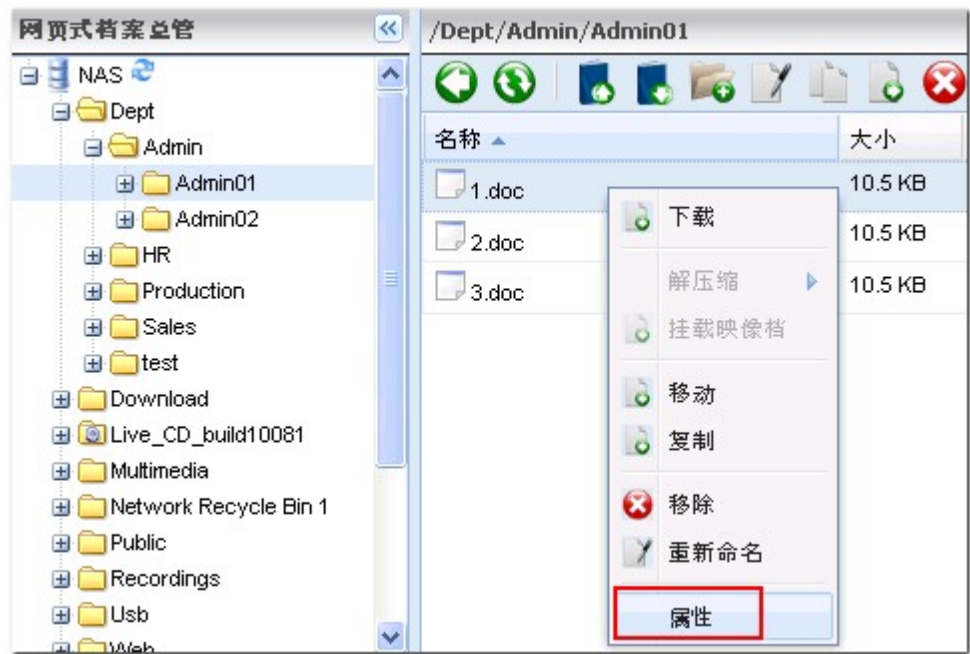 网页式档案总管
NAS
Dept
Admin
Admin01
Admin02
HR
Production
Sales
test
Download
Live_CD_build10081
Multimedia
Network Recycle Bin 1
Public
Recordings
Usb
Web
/Dept/Admin/Admin01
名称 大小
1.doc 10.5 KB
2.doc 10.5 KB
3.doc 10.5 KB
下载
解压缩
挂载映像档
移动
复制
移除
重新命名
属性